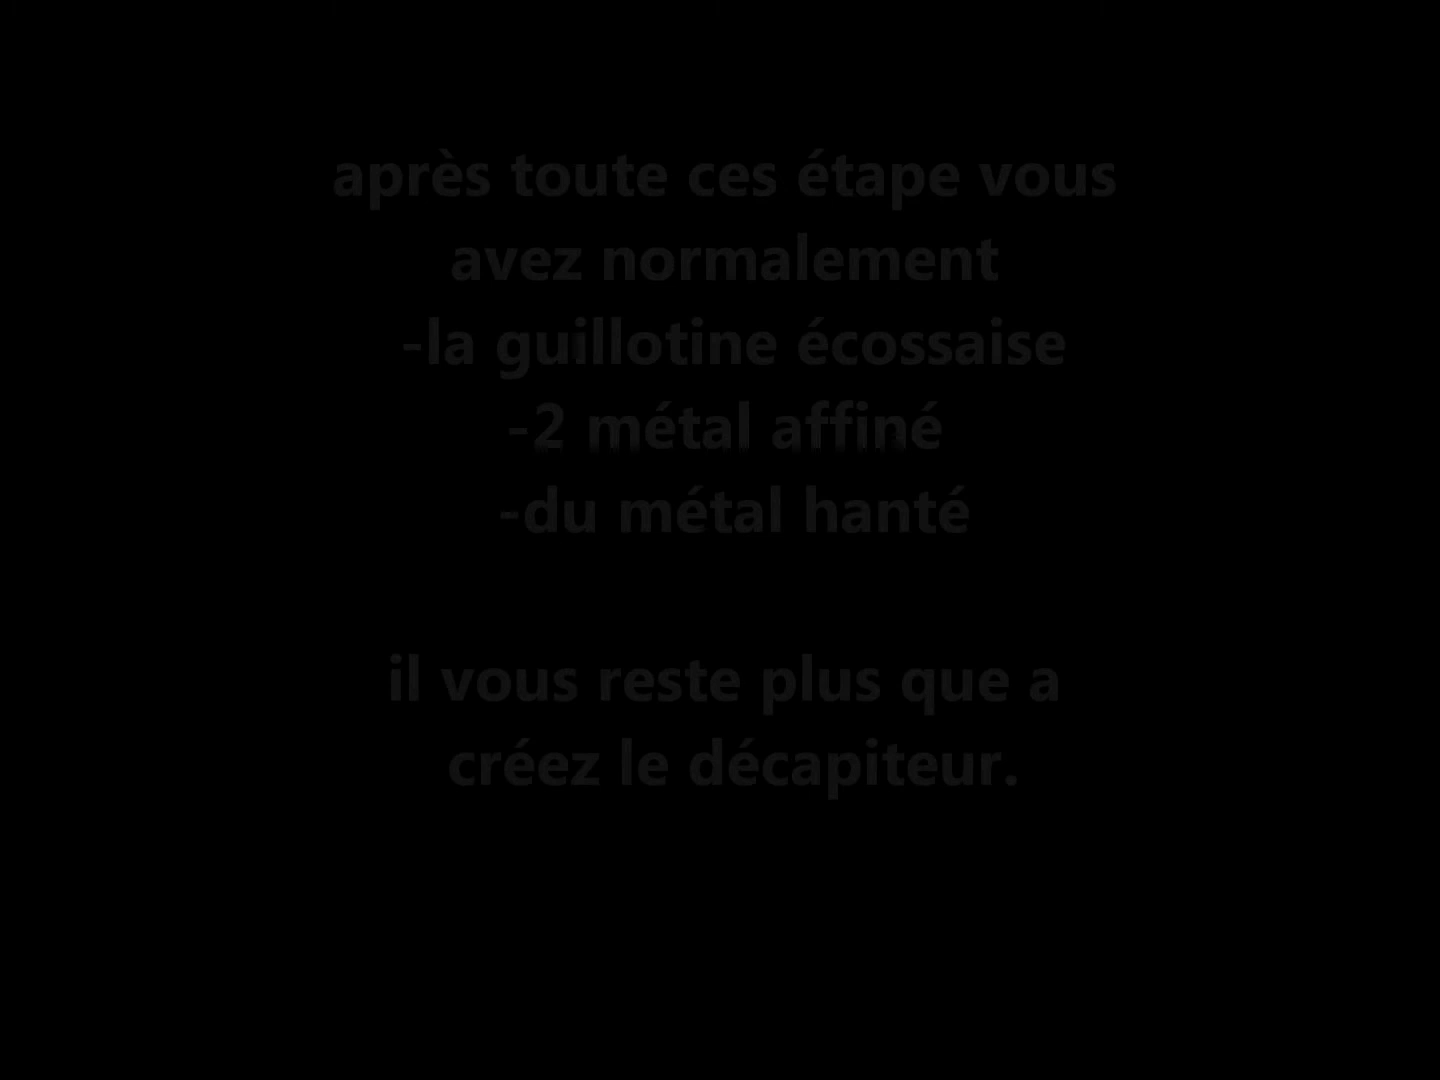 après toute ces étape vous
avez normalement
-la guillotine écossaise
-2 métal affiné
-du métal hanté
il vous reste plus que a
créez le décapiteur.